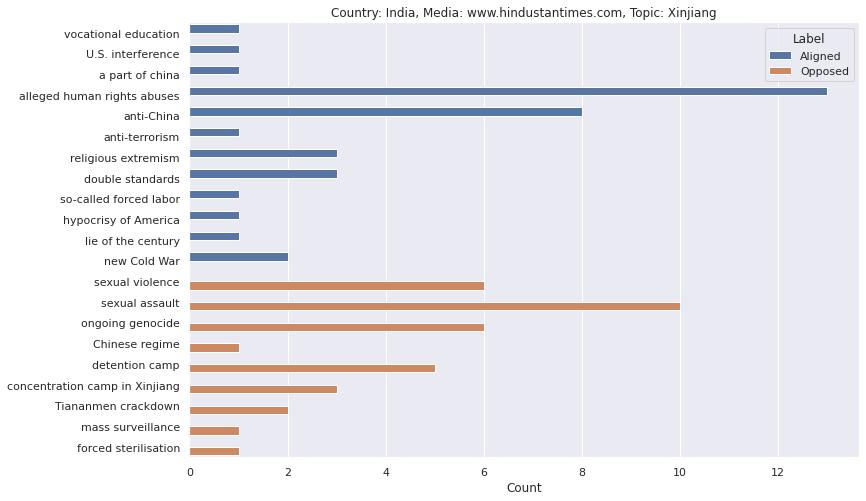 Country: India, Media: www.hindustantimes.com, Topic: Xinjiang
Label
Aligned
Opposed
vocational education
U.S. interference
a part of china
alleged human rights abuses
anti-China
anti-terrorism
religious extremism
double standards
so-called forced labor
hypocrisy of America
lie of the century
new Cold War
sexual violence
sexual assault
ongoing genocide
Chinese regime
detention camp
concentration camp in Xinjiang
Tiananmen crackdown
mass surveillance
forced sterilisation
0 2 4 6 8 10 12
Count